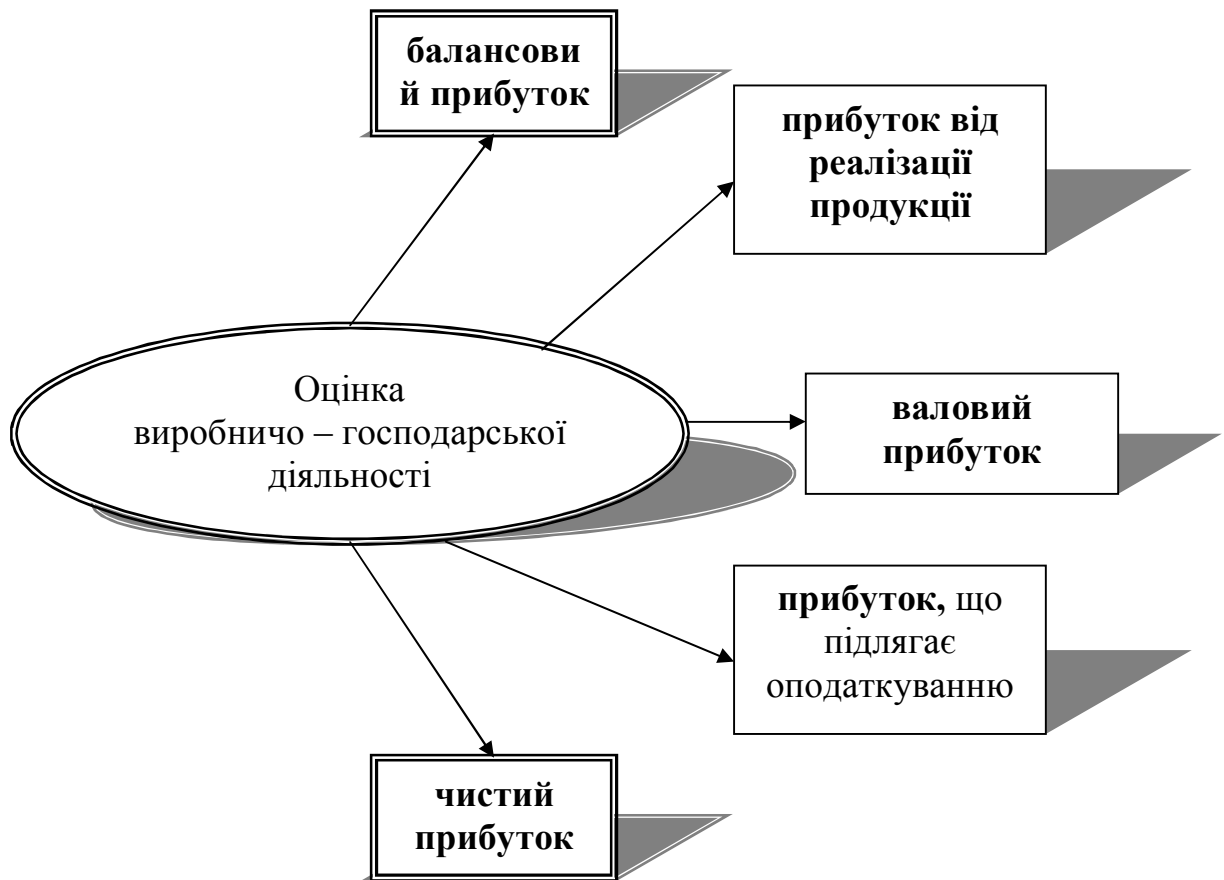 балансови
й прибуток
прибуток від
реалізації
продукції
Оцінка
виробничо – господарської
діяльності
валовий
прибуток
прибуток, що
підлягає
оподаткуванню
чистий
прибуток